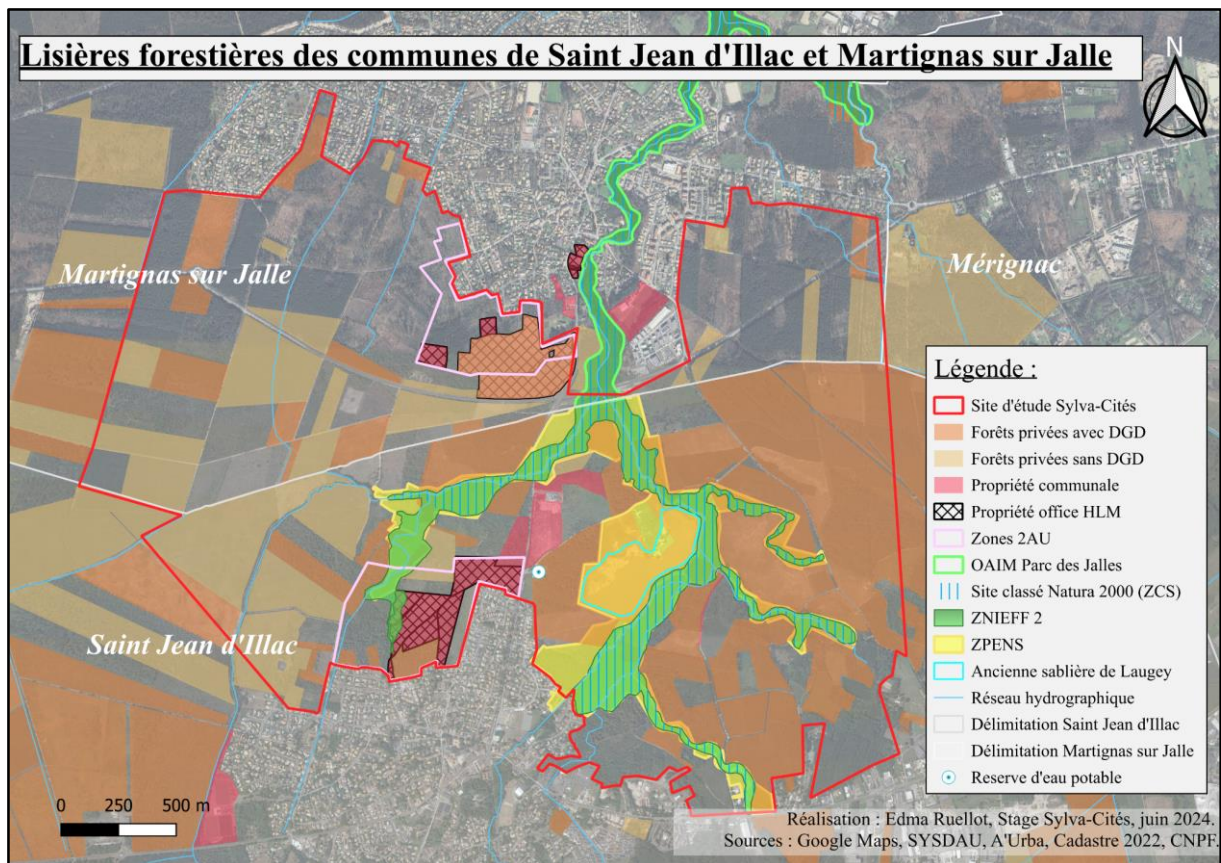 Lisières forestières des communes de Saint Jean d'Illac et Martignas sur Jalle
N
Martignas sur Jalle
Mérignac
Saint Jean d'Illac
Légende :
Site d'étude Sylva-Cités
Forêts privées avec DGD
Forêts privées sans DGD
Propriété communale
Propriété office HLM
Zones 2AU
OAIM Parc des Jalles
Site classé Natura 2000 (ZCS)
ZNIEFF 2
ZPENS
Ancienne sablière de Laugey
Réseau hydrographique
Délimitation Saint Jean d'Illac
Délimitation Martignas sur Jalle
Reserve d'eau potable
0 250 500 m
Réalisation : Edma Ruellot, Stage Sylva-Cités, juin 2024.
Sources : Google Maps, SYSDAU, A'Urba, Cadastre 2022, CNPF.